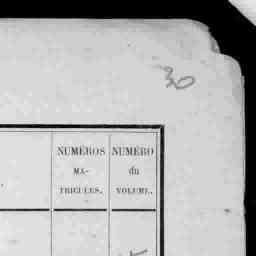 30
NUMÉROS NUMÉRO
MA- du
TRICULES. VOLUME.